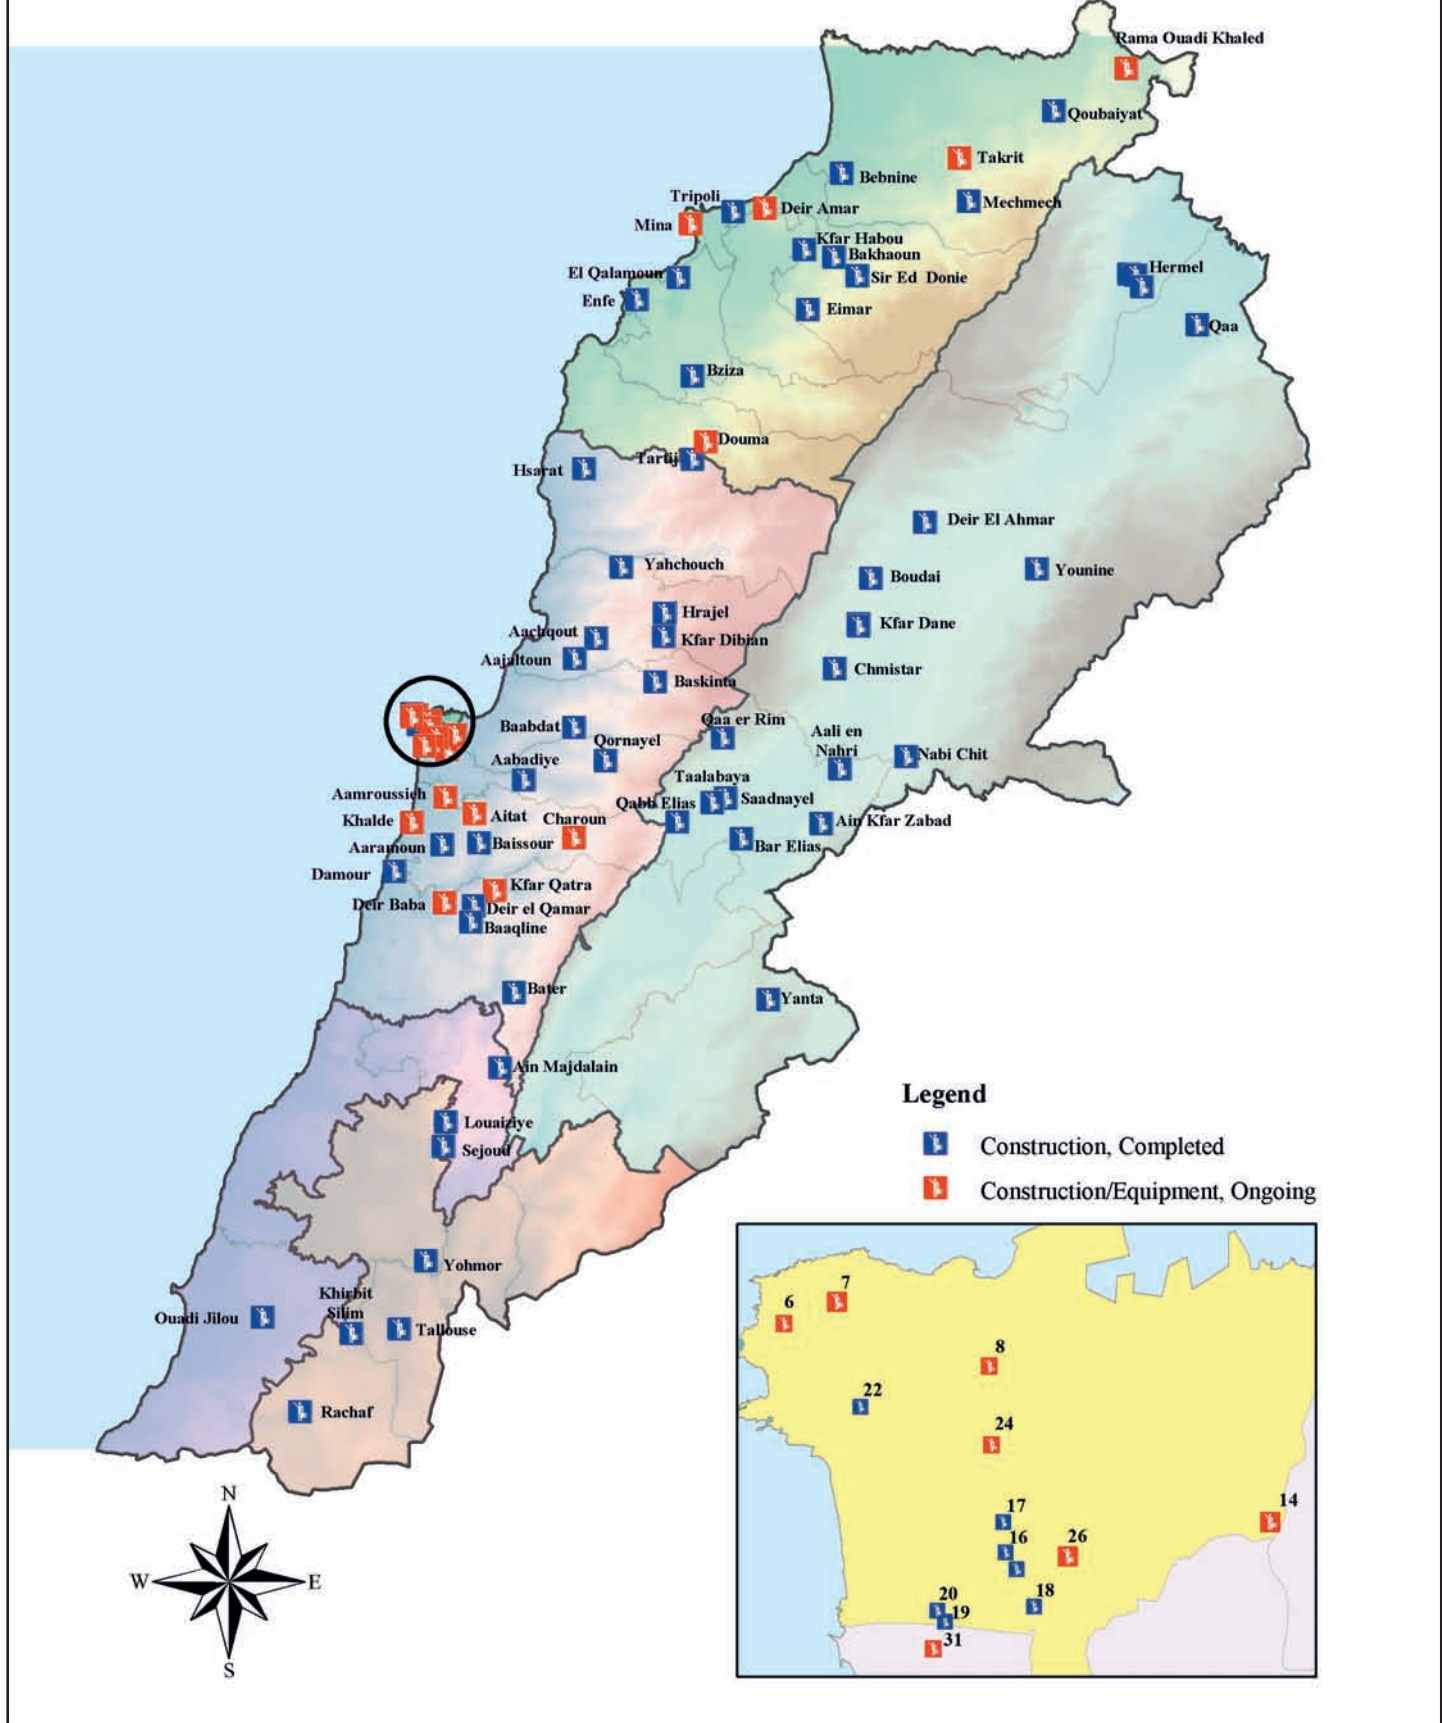 Rama Ouadi Khaled
Qoubaiyat
Takrit
Bebnine
Mechmech
Tripoli
Deir Amar
Mina
Kfar Habou
Bakhaoun
Sir Ed Donie
El Qalamoun
Enfe
Eimar
Hermel
Qaa
Bziza
Douma
Tartij
Hsarat
Deir El Ahmar
Yahchouch
Boudai
Younine
Hrajel
Kfar Dane
Aachqout
Kfar Dibian
Aajaltoun
Chmistar
Baskinta
Qaa er Rim
Baabdat
Qornayel
Aali en
Nahri
Nabi Chit
Aabadiye
Taalabaya
Aamroussieh
Qabb Elias
Saadnayel
Khalde
Aitat
Charoun
Ain Kfar Zabad
Aaramoun
Baissour
Bar Elias
Damour
Kfar Qatra
Deir Baba
Deir el Qamar
Baaqline
Bater
Yanta
Ain Majdalain
Louaiziye
Sejoud
Yohmor
Khirbit
Silim
Ouadi Jilou
Tallouse
Rachaf
Legend
Construction, Completed
Construction/Equipment, Ongoing
7
6
8
22
24
17
14
16
26
18
20
19
31
N
W
E
S